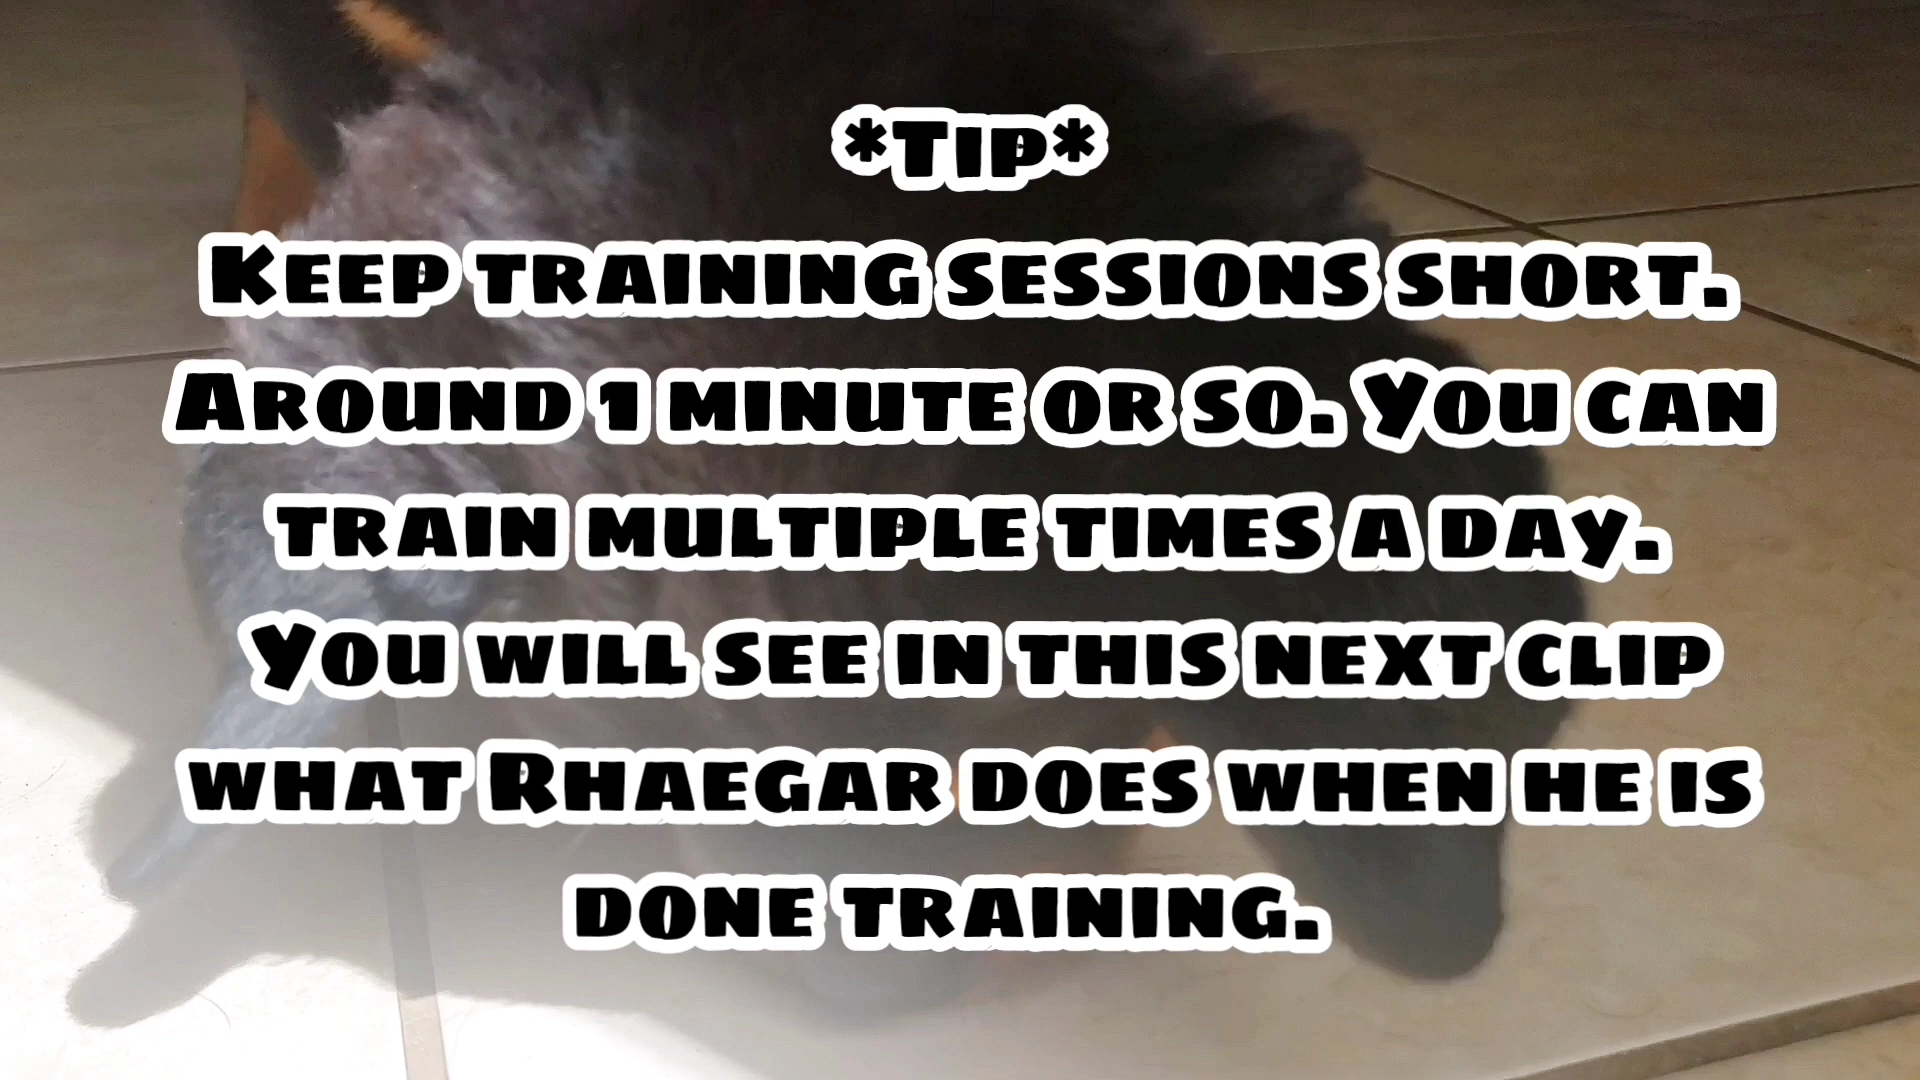 *Tip*
Keep training sessions short.
Around 1 minute or so. You can
train multiple times a day.
You will see in this next clip
what Rhaegar does when he is
done training.